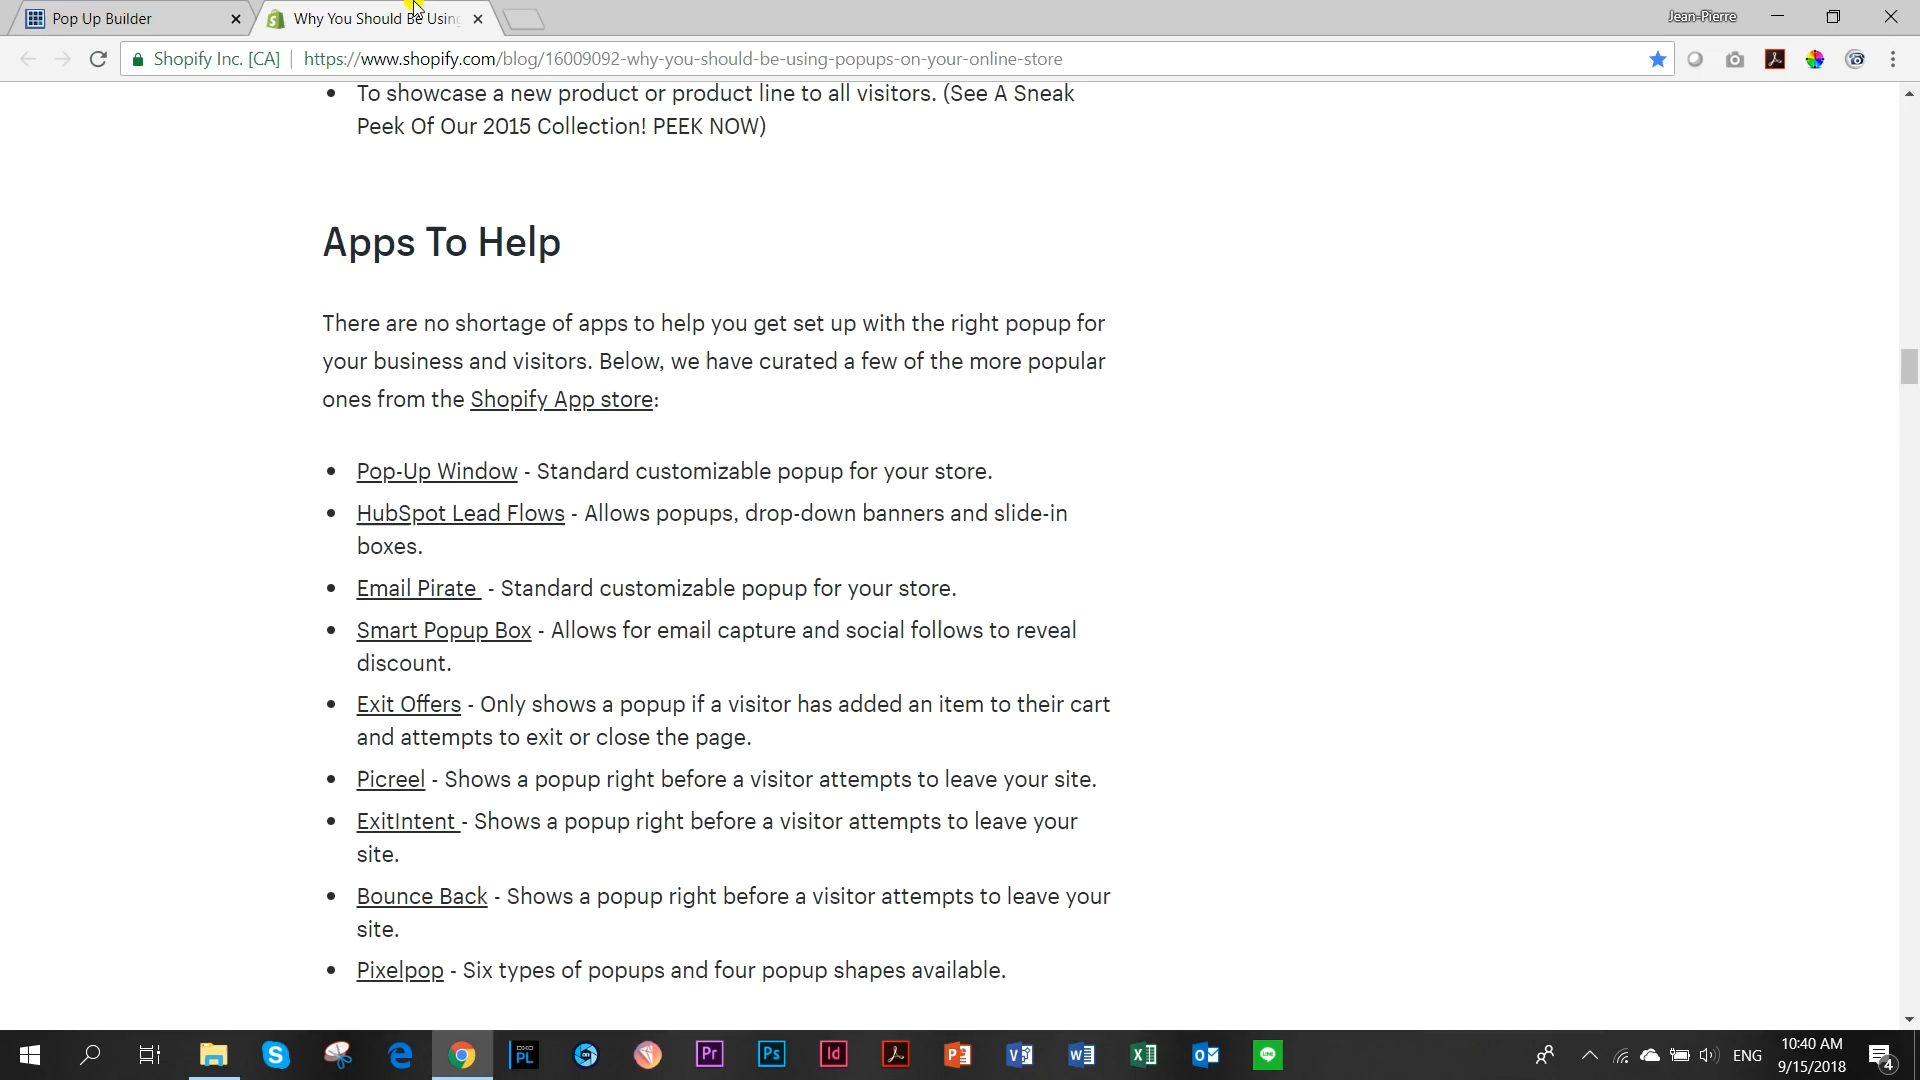 Pop Up Builder
Why You Should Be Using
Jean-Pierre
Shopify Inc. [CA] | https://www.shopify.com/blog/16009092-why-you-should-be-using-popups-on-your-online-store
• To showcase a new product or product line to all visitors. (See A Sneak
Peek Of Our 2015 Collection! PEEK NOW)
Apps To Help
There are no shortage of apps to help you get set up with the right popup for
your business and visitors. Below, we have curated a few of the more popular
ones from the Shopify App store:
• Pop-Up Window - Standard customizable popup for your store.
• HubSpot Lead Flows - Allows popups, drop-down banners and slide-in
boxes.
• Email Pirate - Standard customizable popup for your store.
• Smart Popup Box - Allows for email capture and social follows to reveal
discount.
• Exit Offers - Only shows a popup if a visitor has added an item to their cart
and attempts to exit or close the page.
• Picreel - Shows a popup right before a visitor attempts to leave your site.
• ExitIntent - Shows a popup right before a visitor attempts to leave your
site.
• Bounce Back - Shows a popup right before a visitor attempts to leave your
site.
• Pixelpop - Six types of popups and four popup shapes available.
PL
Pr
Ps
Id
ENG
10:40 AM
9/15/2018
4